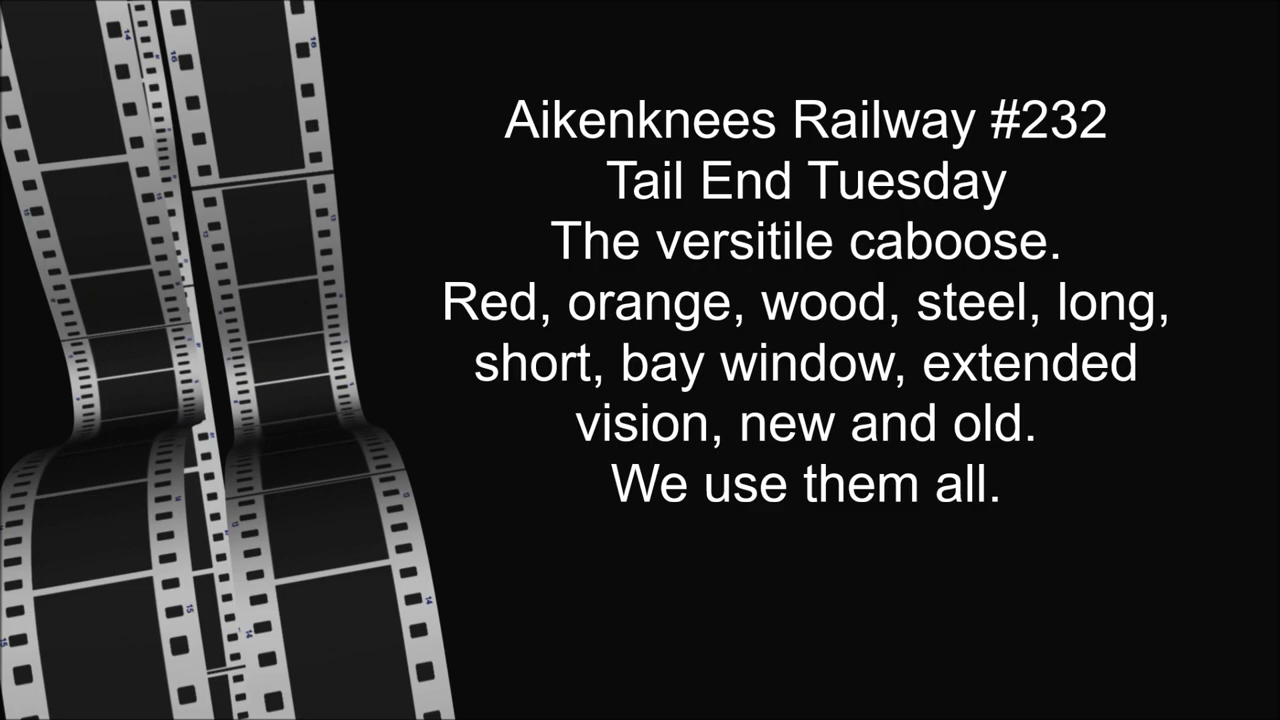 Aikenknees Railway #232
Tail End Tuesday
The versitile caboose.
Red, orange, wood, steel, long,
short, bay window, extended
vision, new and old.
We use them all.